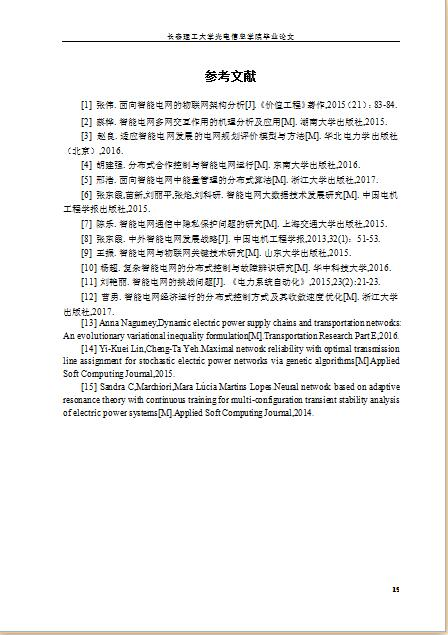 长春理工大学光电信息学院毕业论文
参考文献
[1] 张伟. 面向智能电网的物联网架构分析[J].《价值工程》著作,2015(21): 83-84.
[2] 蔡桦. 智能电网多网交互作用的机理分析及应用[M]. 湖南大学出版社,2015.
[3] 赵良. 适应智能电网发展的电网规划评价模型与方法[M]. 华北电力学出版社
(北京),2016.
[4] 胡建强. 分布式合作控制与智能电网运行[M]. 东南大学出版社,2016.
[5] 邢浩. 面向智能电网中能量管理的分布式算法[M]. 浙江大学出版社,2017.
[6] 张东霞,苗新,刘丽平,张焰,刘科研. 智能电网大数据技术发展研究[M]. 中国电机
工程学报出版社,2015.
[7] 陈乐. 智能电网通信中隐私保护问题的研究[M]. 上海交通大学出版社,2015.
[8] 张东霞. 中外智能电网发展战略[J]. 中国电机工程学报,2013,32(1): 51-53.
[9] 王振. 智能电网与物联网关键技术研究[M]. 山东大学出版社,2015.
[10] 杨超. 复杂智能电网的分布式控制与故障辨识研究[M]. 华中科技大学,2016.
[11] 刘艳丽. 智能电网的挑战问题[J]. 《电力系统自动化》,2015,23(2):21-23.
[12] 曹勇. 智能电网经济运行的分布式控制方式及其收敛速度优化[M]. 浙江大学
出版社,2017.
[13] Anna Nagurney,Dynamic electric power supply chains and transportation networks:
An evolutionary variational inequality formulation[M].Transportation Research Part E,2016.
[14] Yi-Kuei Lin,Cheng-Ta Yeh.Maximal network reliability with optimal transmission
line assignment for stochastic electric power networks via genetic algorithms[M]Applied
Soft Computing Journal,2015.
[15] Sandra C,Marchiori,Mara Lúcia Martins Lopes.Neural network based on adaptive
resonance theory with continuous training for multi-configuration transient stability analysis
of electric power systems[M].Applied Soft Computing Journal,2014.
15